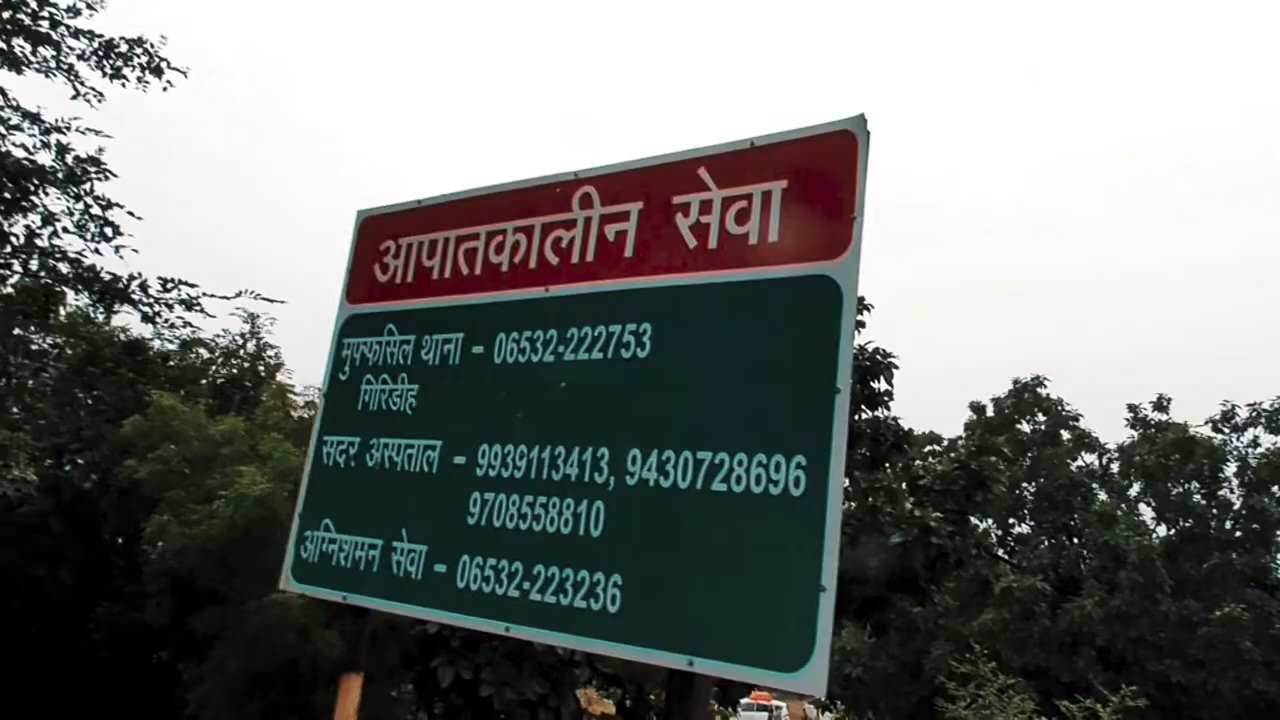 आपातकालीन सेवा
मुफ्फसिल थाना - 06532-222753
गिरिडीह
सदर अस्पताल - 9939113413, 9430728696
9708558810
अग्निशमन सेवा - 06532-223236